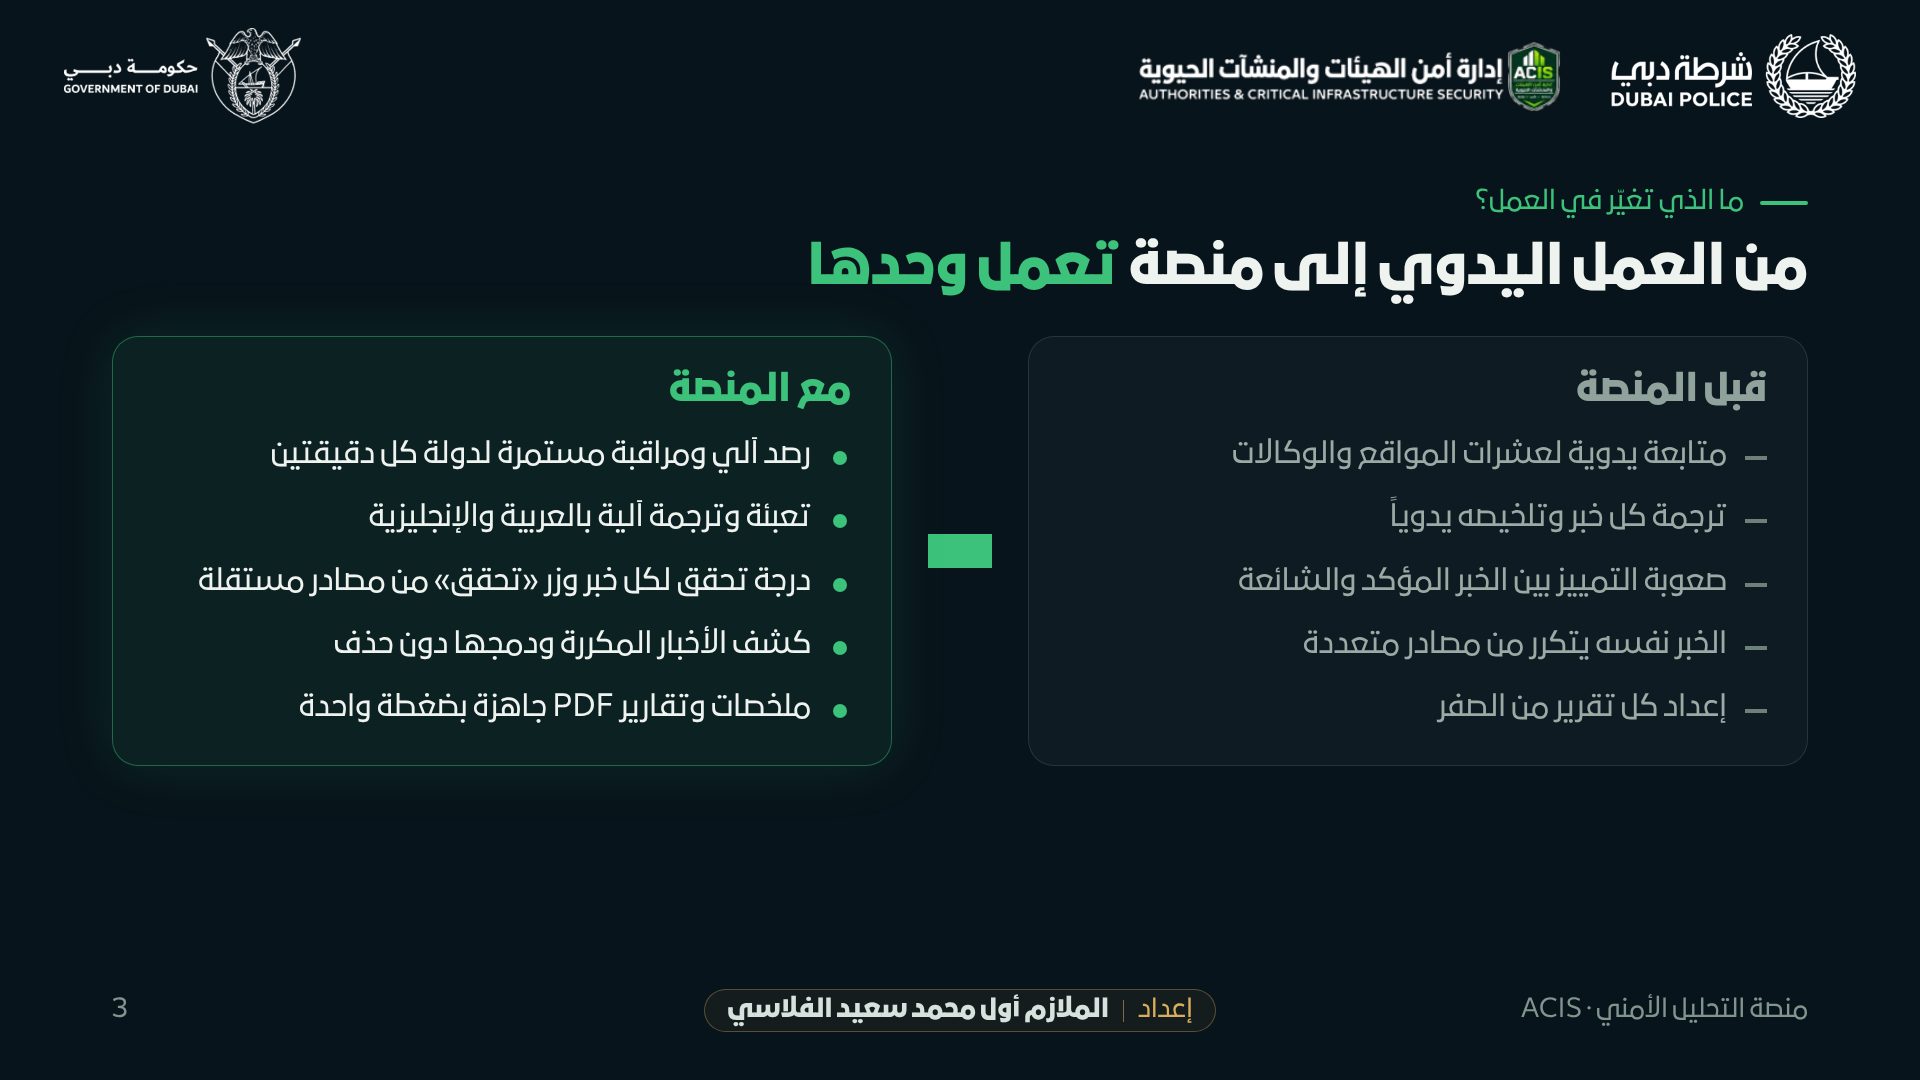 شرطة دبي
DUBAI POLICE
ACIS
إدارة أمن الهيئات والمنشآت الحيوية
AUTHORITIES & CRITICAL INFRASTRUCTURE SECURITY
حكومة دبي
GOVERNMENT OF DUBAI
ما الذي تغيّر في العمل؟
من العمل اليدوي إلى منصة تعمل وحدها
قبل المنصة
متابعة يدوية لعشرات المواقع والوكالات
ترجمة كل خبر وتلخيصه يدوياً
صعوبة التمييز بين الخبر المؤكد والشائعة
الخبر نفسه يتكرر من مصادر متعددة
إعداد كل تقرير من الصفر
مع المنصة
رصد آلي ومراقبة مستمرة لدولة كل دقيقتين
تعبئة وترجمة آلية بالعربية والإنجليزية
درجة تحقق لكل خبر وزر «تحقق» من مصادر مستقلة
كشف الأخبار المكررة ودمجها دون حذف
ملخصات وتقارير PDF جاهزة بضغطة واحدة
منصة التحليل الأمني · ACIS
إعداد | الملازم أول محمد سعيد الفلاسي
3